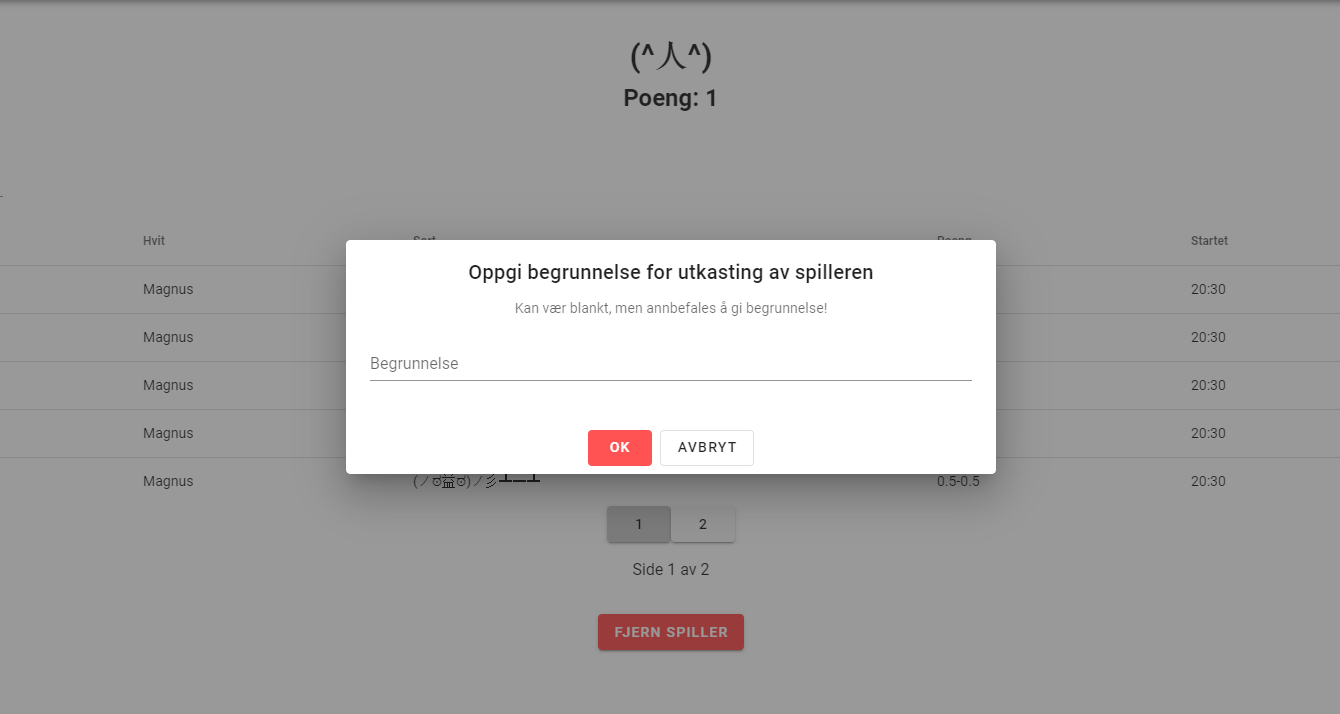 (^人^)
Poeng: 1
Hvit Startet
Magnus 20:30
Oppgi begrunnelse for utkasting av spilleren
Kan vær blankt, men annbefales å gi begrunnelse!
Magnus 20:30
Begrunnelse
Magnus 20:30
Magnus 20:30
OK AVBRYT
Magnus (ノಠ益ಠ)ノ彡┻━┻ 0.5-0.5 20:30
1 2
Side 1 av 2
FJERN SPILLER